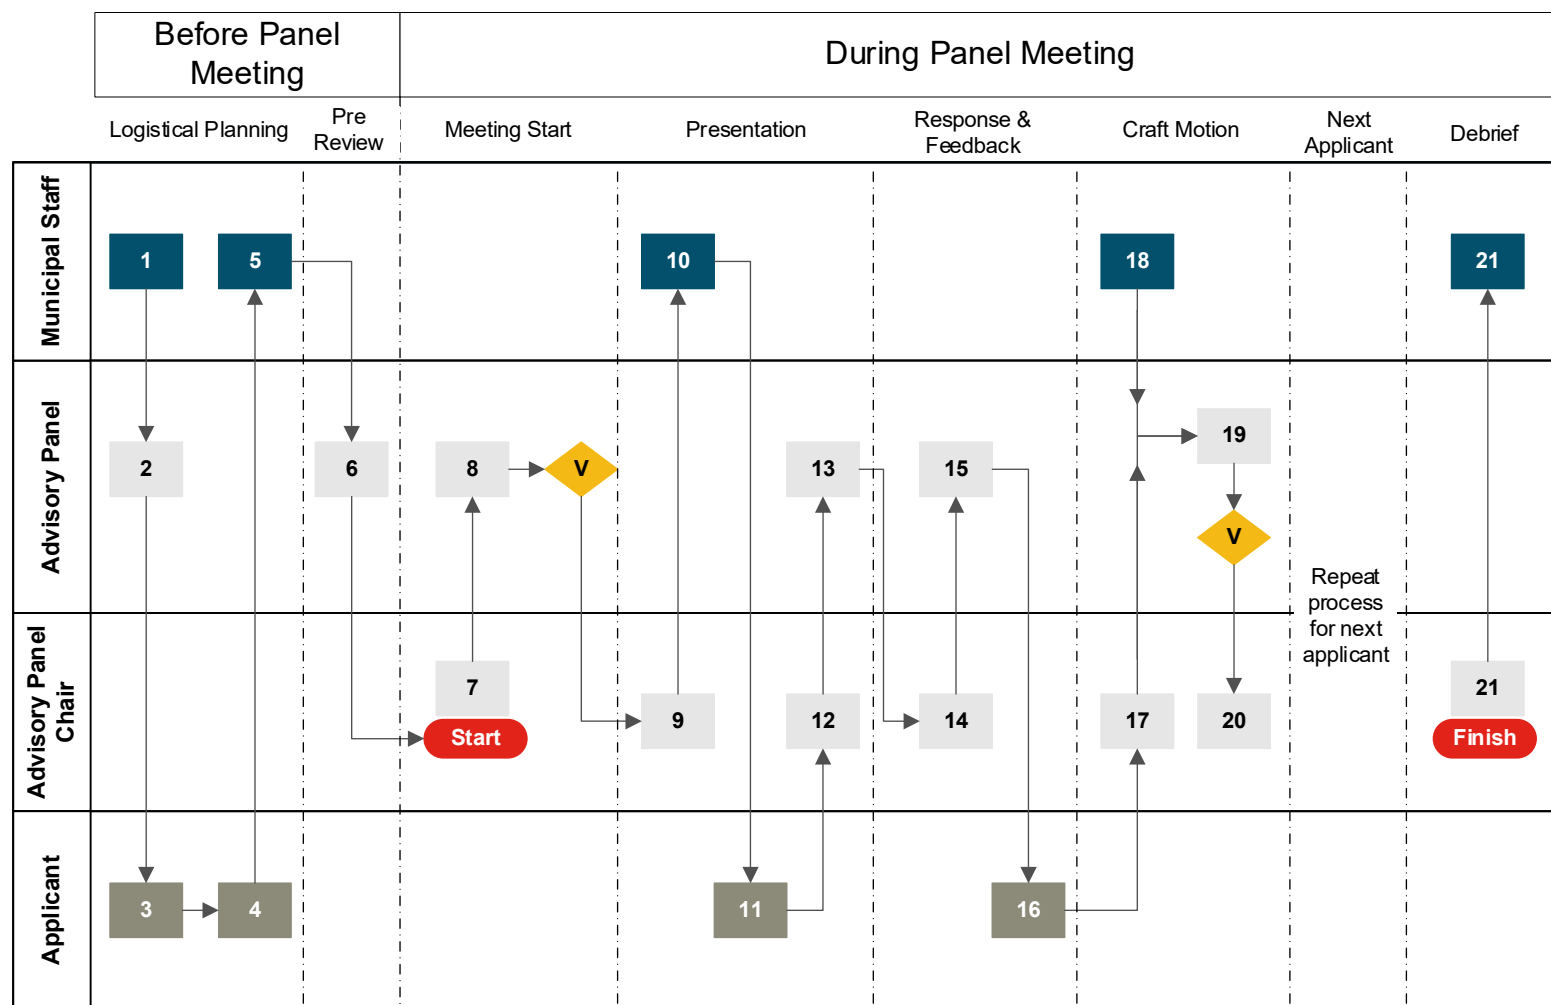 Before Panel
Meeting
During Panel Meeting
Logistical Planning
Pre
Review
Meeting Start
Presentation
Response &
Feedback
Craft Motion
Next
Applicant
Debrief
Municipal Staff
1
5
10
18
21
Advisory Panel
2
6
8
V
13
15
19
V
Advisory Panel
Chair
7
Start
9
12
14
17
20
Repeat
process
for next
applicant
21
Finish
Applicant
3
4
11
16